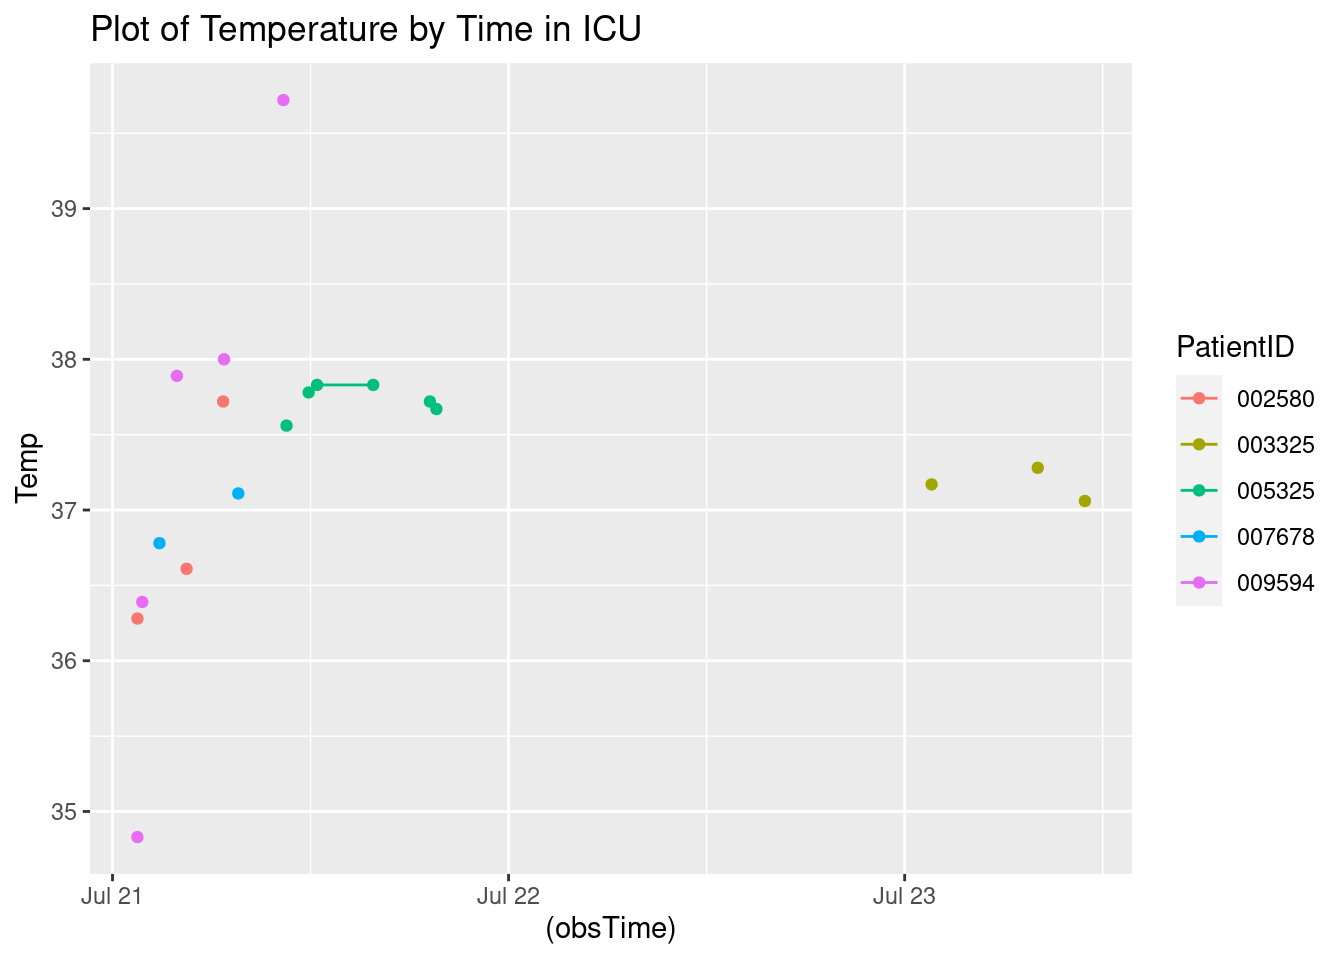 Plot of Temperature by Time in ICU
Temp
39
38
37
36
35
Jul 21
Jul 22
Jul 23
(obsTime)
PatientID
002580
003325
005325
007678
009594